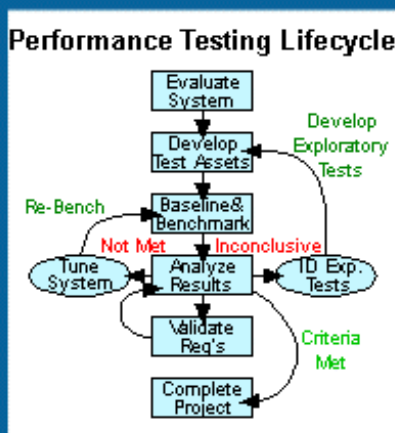 Performance Testing Lifecycle
Evaluate
System
Develop
Test Assets
Develop
Exploratory
Tests
Re-Bench
Baseline&
Benchmark
Not Met
Inconclusive
Tune
System
Analyze
Results
ID Exp.
Tests
Validate
Req's
Criteria
Met
Complete
Project